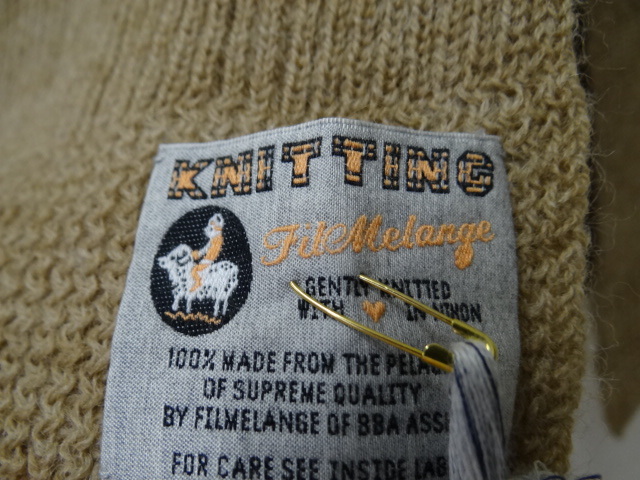 KNITTING
FilMelange
GENTLY KNITTED
WITH IN
100% MADE FROM THE
OF SUPREME QUALITY
BY FILMELANGE OF BBA
FOR CARE SEE INSIDE